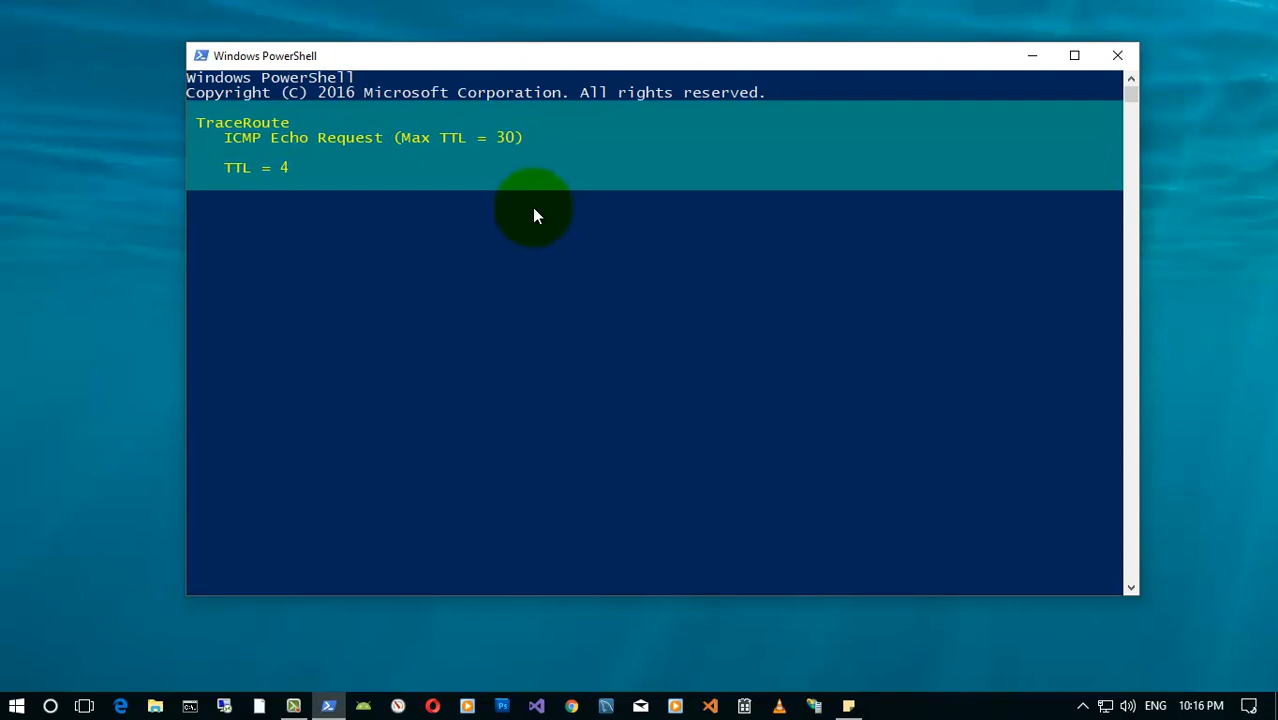 Windows PowerShell
Windows PowerShell
Copyright (C) 2016 Microsoft Corporation. All rights reserved.
TraceRoute
ICMP Echo Request (Max TTL = 30)
TTL = 4
Ps
ENG
10:16 PM